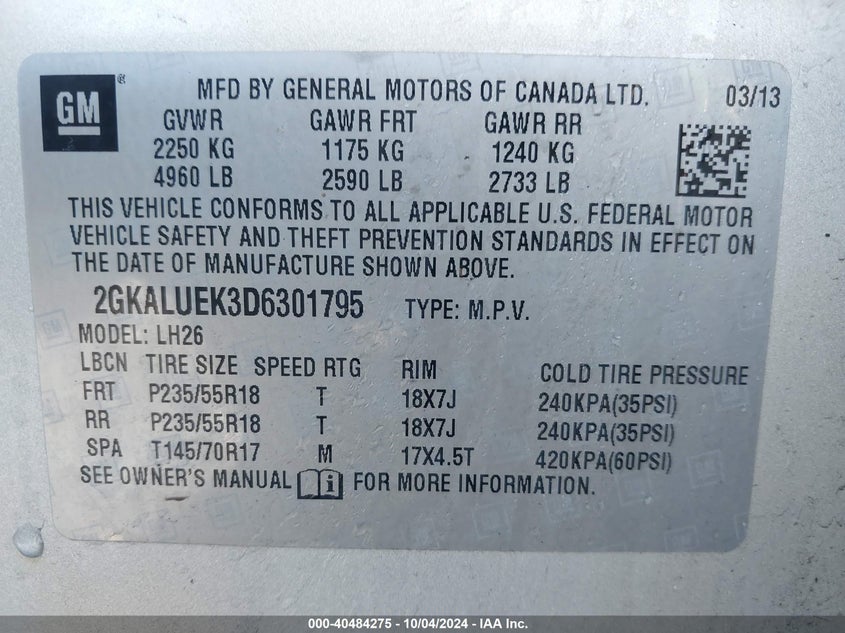 GM ® MFD BY GENERAL MOTORS OF CANADA LTD. 03/13
GVWR GAWR FRT GAWR RR
2250 KG 1175 KG 1240 KG
4960 LB 2590 LB 2733 LB
THIS VEHICLE CONFORMS TO ALL APPLICABLE U.S. FEDERAL MOTOR
VEHICLE SAFETY AND THEFT PREVENTION STANDARDS IN EFFECT ON
THE DATE OF MANUFACTURE SHOWN ABOVE.
2GKALUEK3D6301795 TYPE: M.P.V.
MODEL: LH26
LBCN TIRE SIZE SPEED RTG RIM COLD TIRE PRESSURE
FRT P235/55R18 T 18X7J 240KPA(35PSI)
RR P235/55R18 T 18X7J 240KPA(35PSI)
SPA T145/70R17 M 17X4.5T 420KPA(60PSI)
SEE OWNER'S MANUAL i FOR MORE INFORMATION.
000-40484275 - 10/04/2024 - IAA Inc.